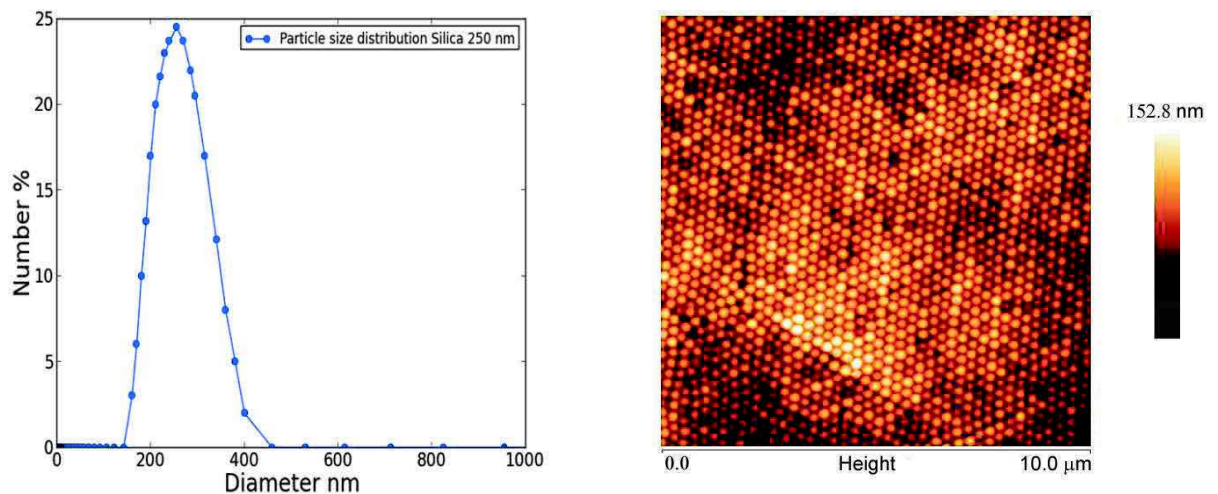 25
20
15
10
5
0
Number %
Particle size distribution Silica 250 nm
0 200 400 600 800 1000
Diameter nm
152.8 nm
0.0 Height 10.0 μm